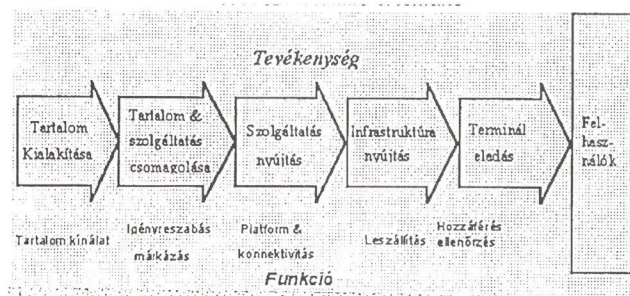 Tevékenység
Tartalom
Kialakítása
Tartalom &
szolgáltatás
csomagolása
Szolgáltatás
nyújtás
Infrastruktúra
nyújtás
Terminál
eladás
Fel-
hasz-
nálók
Tartalom kínálat
Igényreszabás
márkázás
Platform &
konnektivitás
Leszállítás
Hozzáférés
ellenőrzés
Funkció